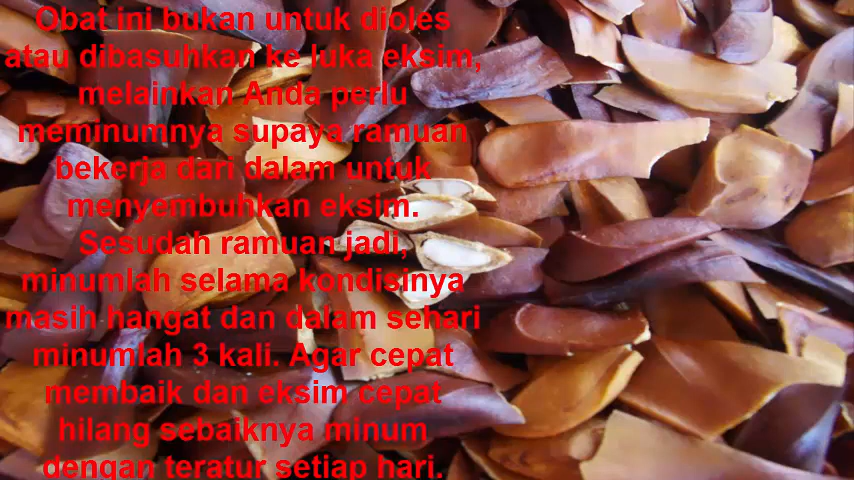 Obat ini bukan untuk dioles
atau dibasuhkan ke luka eksim,
melainkan Anda perlu
meminumnya supaya ramuan
bekerja dari dalam untuk
menyembuhkan eksim.
Sesudah ramuan jadi,
minumlah selama kondisinya
masih hangat dan dalam sehari
minumlah 3 kali. Agar cepat
membaik dan eksim cepat
hilang sebaiknya minum
dengan teratur setiap hari.